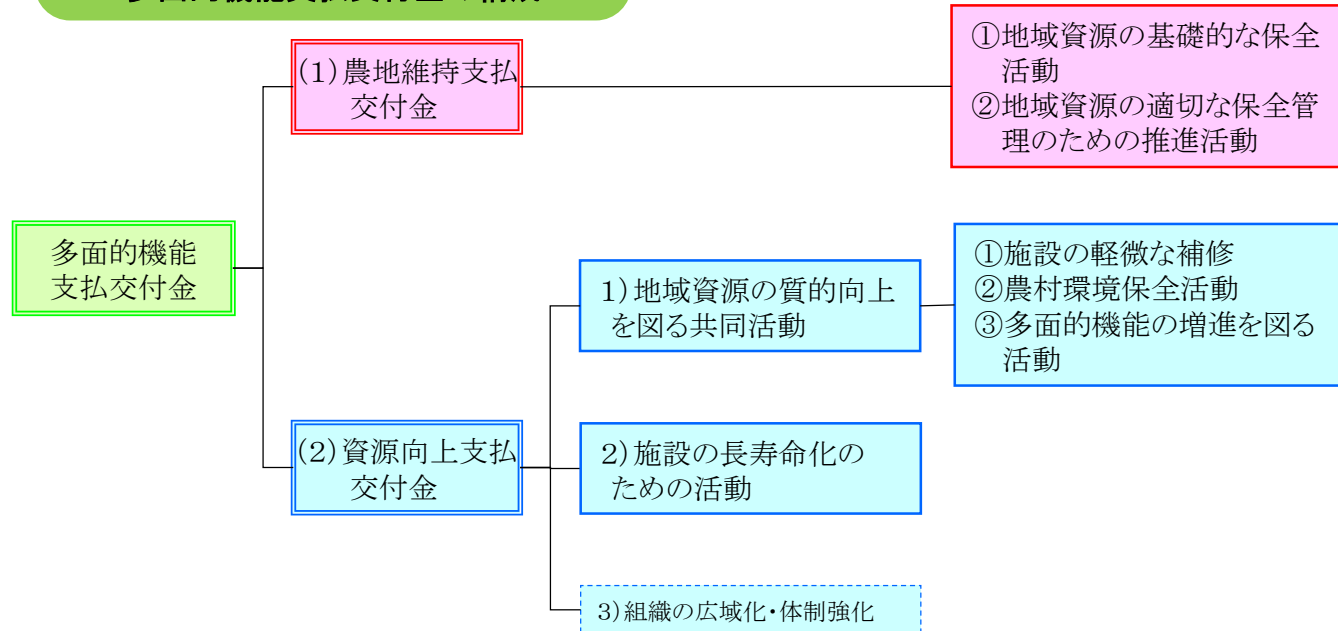 (1)農地維持支払
交付金
①地域資源の基礎的な保全
活動
②地域資源の適切な保全管
理のための推進活動
多面的機能
支払交付金
1)地域資源の質的向上
を図る共同活動
①施設の軽微な補修
②農村環境保全活動
③多面的機能の増進を図る
活動
(2)資源向上支払
交付金
2)施設の長寿命化の
ための活動
3)組織の広域化・体制強化